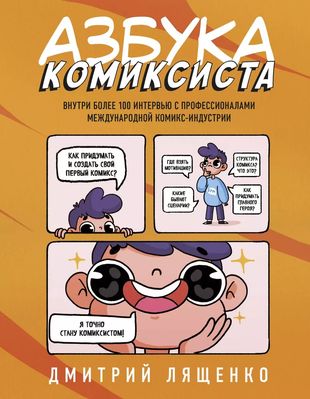 АЗБУКА
КОМИКСИСТА
ВНУТРИ БОЛЕЕ 100 ИНТЕРВЬЮ С ПРОФЕССИОНАЛАМИ
МЕЖДУНАРОДНОЙ КОМИКС-ИНДУСТРИИ
КАК ПРИДУМАТЬ
И СОЗДАТЬ СВОЙ
ПЕРВЫЙ КОМИКС?
ГДЕ ВЗЯТЬ
МОТИВАЦИЮ?
СТРУКТУРА
КОМИКСА?
ЧТО ЭТО?
КАКИЕ
БЫВАЮТ
СЦЕНАРИИ?
КАК
ПРИДУМАТЬ
ГЛАВНОГО
ГЕРОЯ?
Я ТОЧНО
СТАНУ КОМИКСИСТОМ!
ДМИТРИЙ ЛЯЩЕНКО